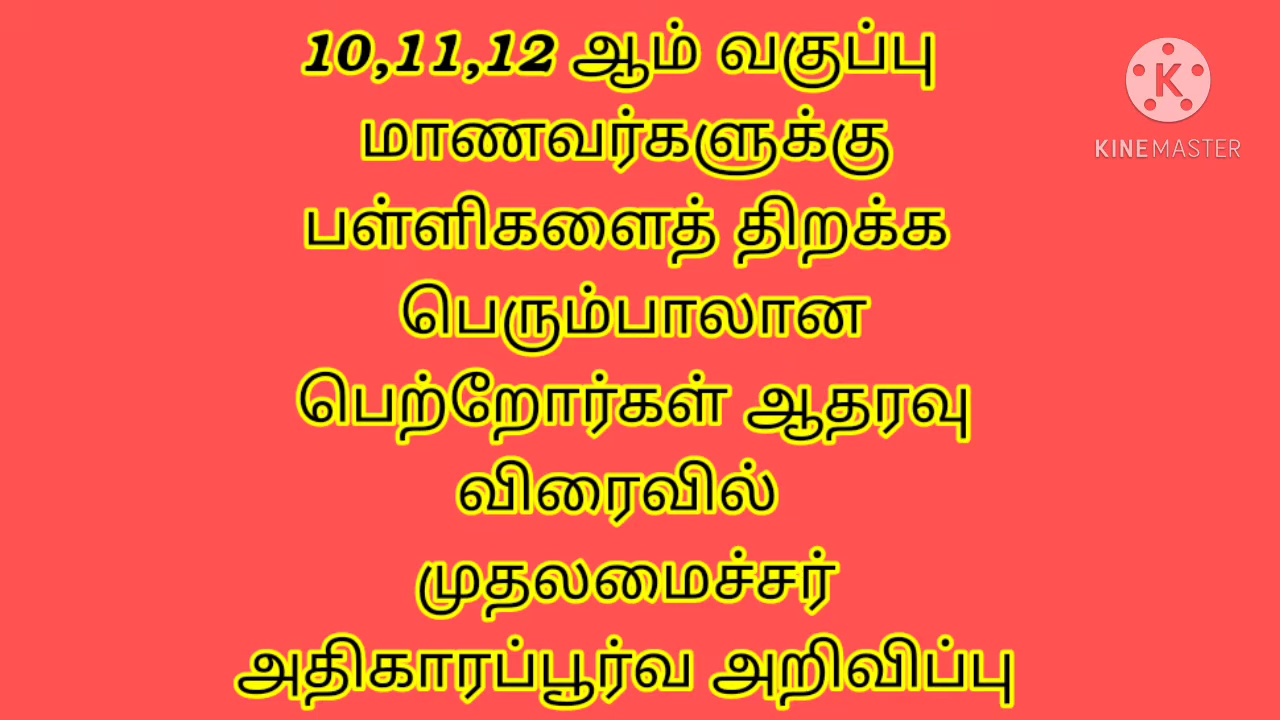 10,11,12 ஆம் வகுப்பு
மாணவர்களுக்கு
பள்ளிகளைத் திறக்க
பெரும்பாலான
பெற்றோர்கள் ஆதரவு
விரைவில்
முதலமைச்சர்
அதிகாரப்பூர்வ அறிவிப்பு
K
KINEMASTER